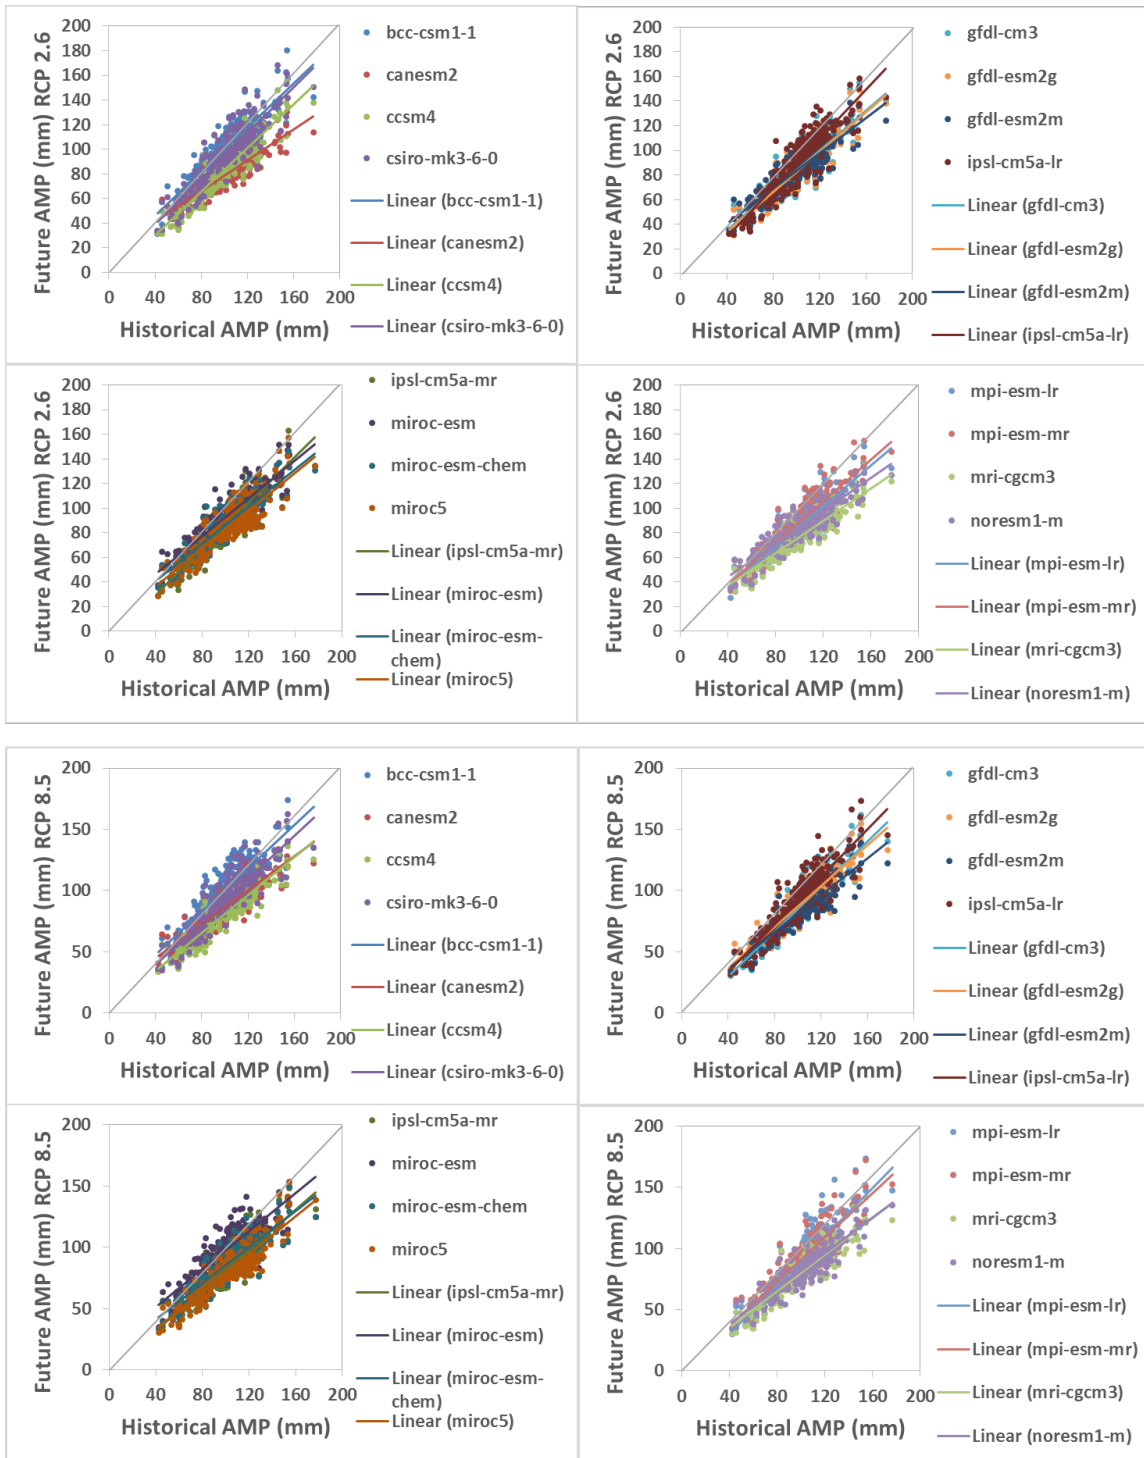 Future AMP (mm) RCP 2.6
200
180
160
140
120
100
80
60
40
20
0
0 40 80 120 160 200
Historical AMP (mm)
bcc-csm1-1
canesm2
ccsm4
csiro-mk3-6-0
Linear (bcc-csm1-1)
Linear (canesm2)
Linear (ccsm4)
Linear (csiro-mk3-6-0)
Future AMP (mm) RCP 2.6
200
180
160
140
120
100
80
60
40
20
0
0 40 80 120 160 200
Historical AMP (mm)
gfdl-cm3
gfdl-esm2g
gfdl-esm2m
ipsl-cm5a-lr
Linear (gfdl-cm3)
Linear (gfdl-esm2g)
Linear (gfdl-esm2m)
Linear (ipsl-cm5a-lr)
Future AMP (mm) RCP 2.6
200
180
160
140
120
100
80
60
40
20
0
0 40 80 120 160 200
Historical AMP (mm)
ipsl-cm5a-mr
miroc-esm
miroc-esm-chem
miroc5
Linear (ipsl-cm5a-mr)
Linear (miroc-esm)
Linear (miroc-esm-
chem)
Linear (miroc5)
Future AMP (mm) RCP 2.6
200
180
160
140
120
100
80
60
40
20
0
0 40 80 120 160 200
Historical AMP (mm)
mpi-esm-lr
mpi-esm-mr
mri-cgcm3
noresm1-m
Linear (mpi-esm-lr)
Linear (mpi-esm-mr)
Linear (mri-cgcm3)
Linear (noresm1-m)
Future AMP (mm) RCP 8.5
200
150
100
50
0
0 40 80 120 160 200
Historical AMP (mm)
bcc-csm1-1
canesm2
ccsm4
csiro-mk3-6-0
Linear (bcc-csm1-1)
Linear (canesm2)
Linear (ccsm4)
Linear (csiro-mk3-6-0)
Future AMP (mm) RCP 8.5
200
150
100
50
0
0 40 80 120 160 200
Historical AMP (mm)
gfdl-cm3
gfdl-esm2g
gfdl-esm2m
ipsl-cm5a-lr
Linear (gfdl-cm3)
Linear (gfdl-esm2g)
Linear (gfdl-esm2m)
Linear (ipsl-cm5a-lr)
Future AMP (mm) RCP 8.5
200
150
100
50
0
0 40 80 120 160 200
Historical AMP (mm)
ipsl-cm5a-mr
miroc-esm
miroc-esm-chem
miroc5
Linear (ipsl-cm5a-mr)
Linear (miroc-esm)
Linear (miroc-esm-
chem)
Linear (miroc5)
Future AMP (mm) RCP 8.5
200
150
100
50
0
0 40 80 120 160 200
Historical AMP (mm)
mpi-esm-lr
mpi-esm-mr
mri-cgcm3
noresm1-m
Linear (mpi-esm-lr)
Linear (mpi-esm-mr)
Linear (mri-cgcm3)
Linear (noresm1-m)